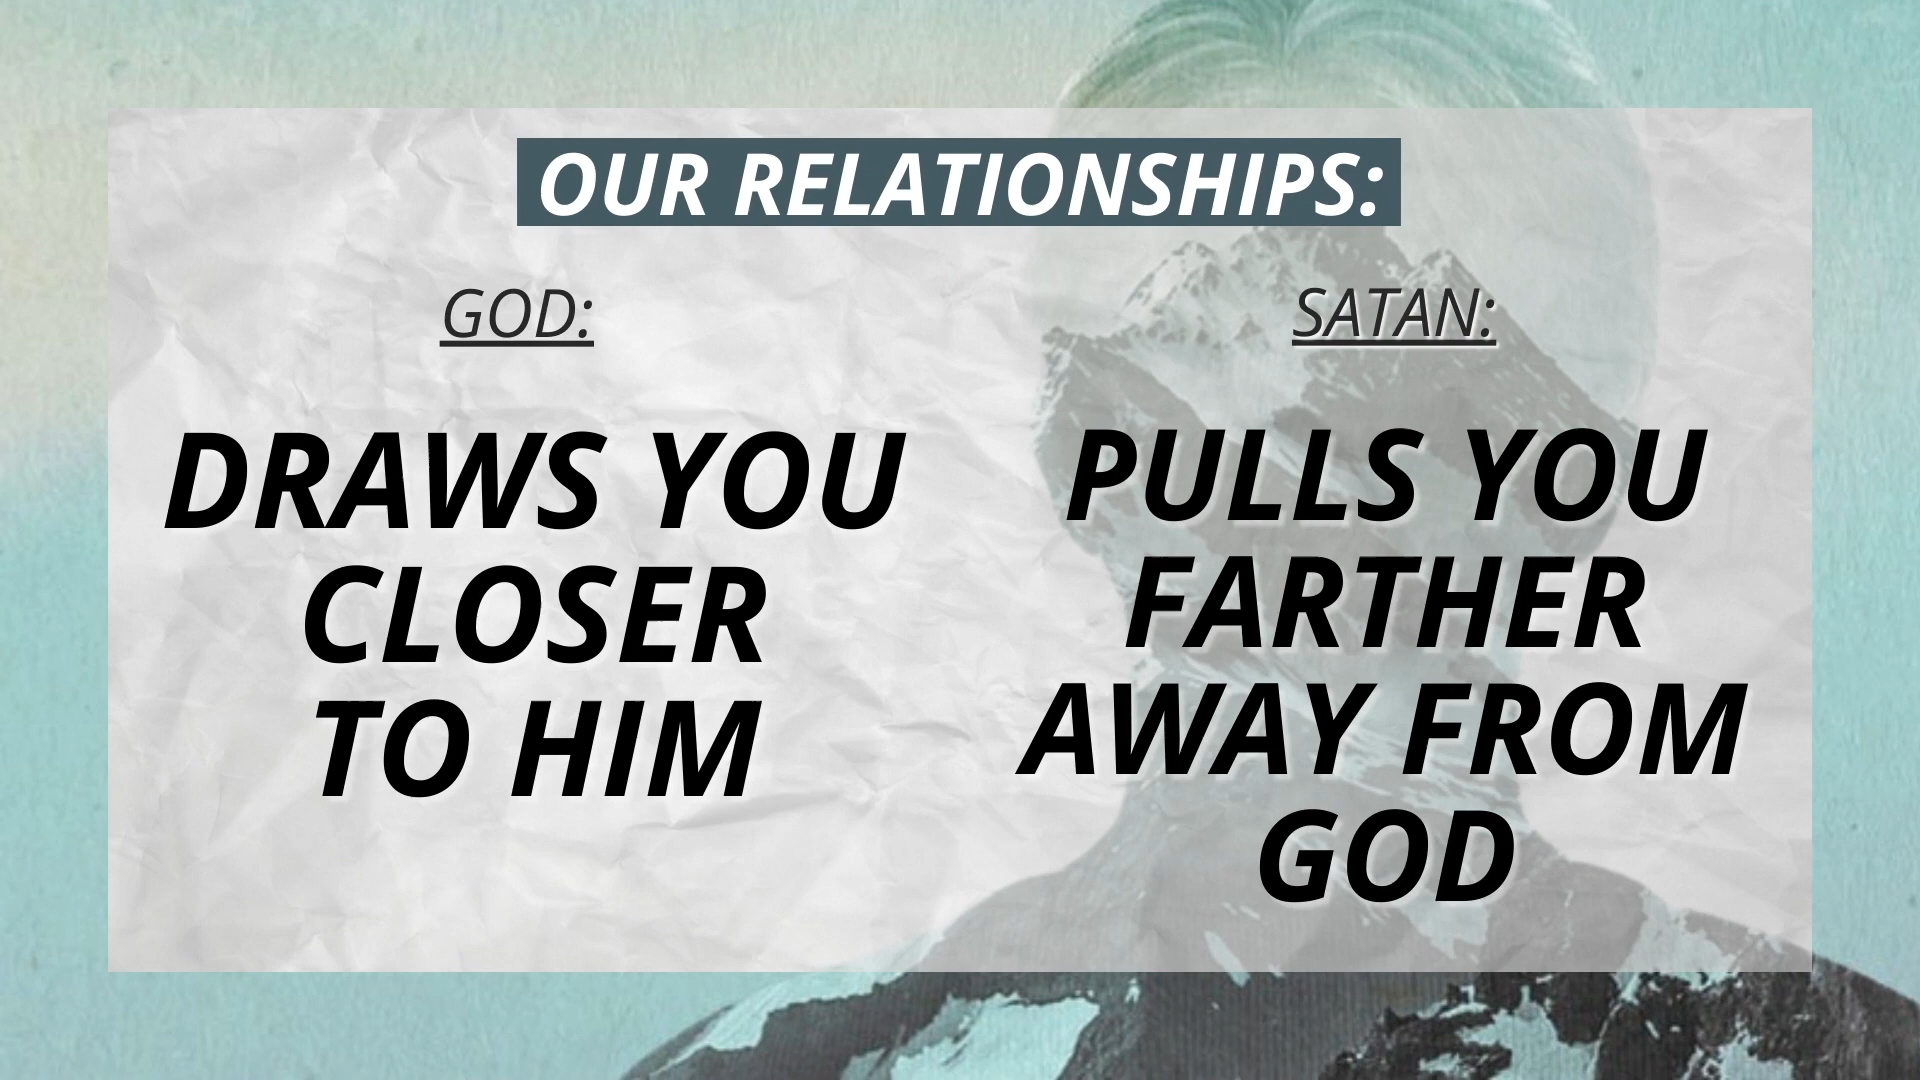 OUR RELATIONSHIPS:
GOD:
DRAWS YOU
CLOSER
TO HIM
SATAN:
PULLS YOU
FARTHER
AWAY FROM
GOD